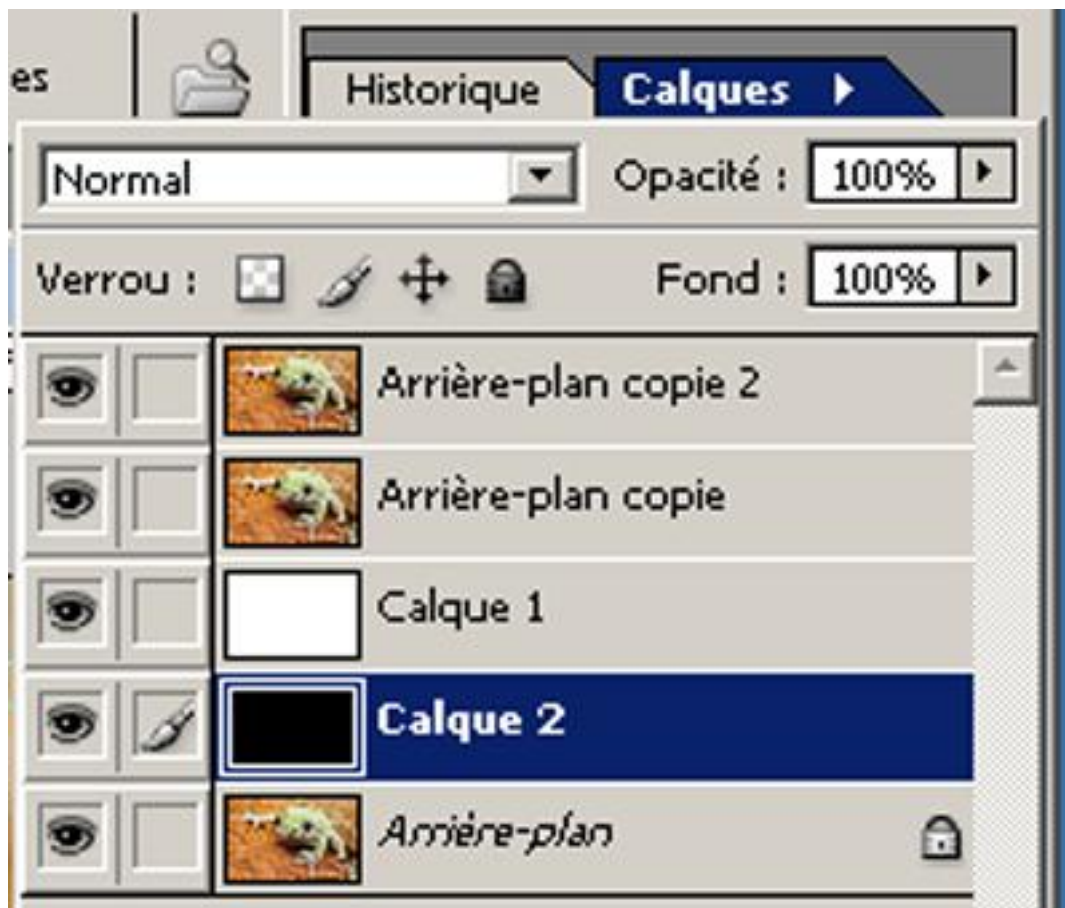 es Historique Calques
Normal Opacité : 100%
Verrou : Fond : 100%
Arrière-plan copie 2
Arrière-plan copie
Calque 1
Calque 2
Arrière-plan